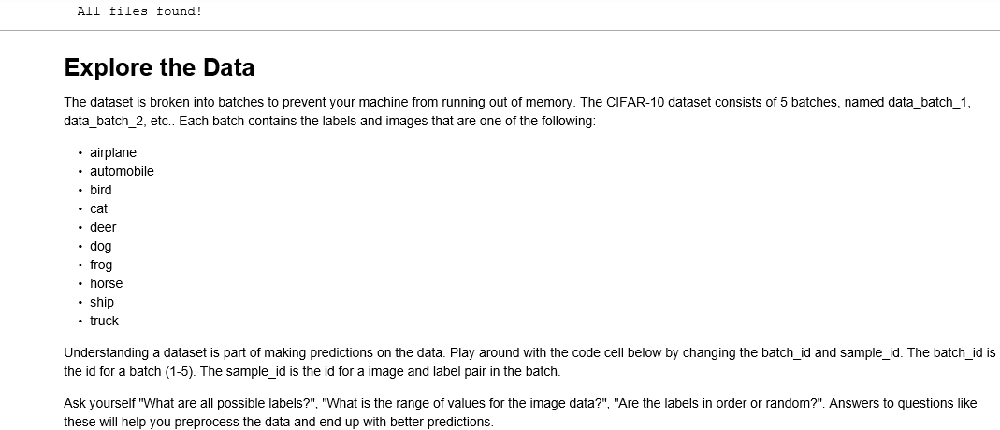 All files found!
Explore the Data
The dataset is broken into batches to prevent your machine from running out of memory. The CIFAR-10 dataset consists of 5 batches, named data_batch_1,
data_batch_2, etc.. Each batch contains the labels and images that are one of the following:
• airplane
• automobile
• bird
• cat
• deer
• dog
• frog
• horse
• ship
• truck
Understanding a dataset is part of making predictions on the data. Play around with the code cell below by changing the batch_id and sample_id. The batch_id is
the id for a batch (1-5). The sample_id is the id for a image and label pair in the batch.
Ask yourself "What are all possible labels?", "What is the range of values for the image data?", "Are the labels in order or random?". Answers to questions like
these will help you preprocess the data and end up with better predictions.